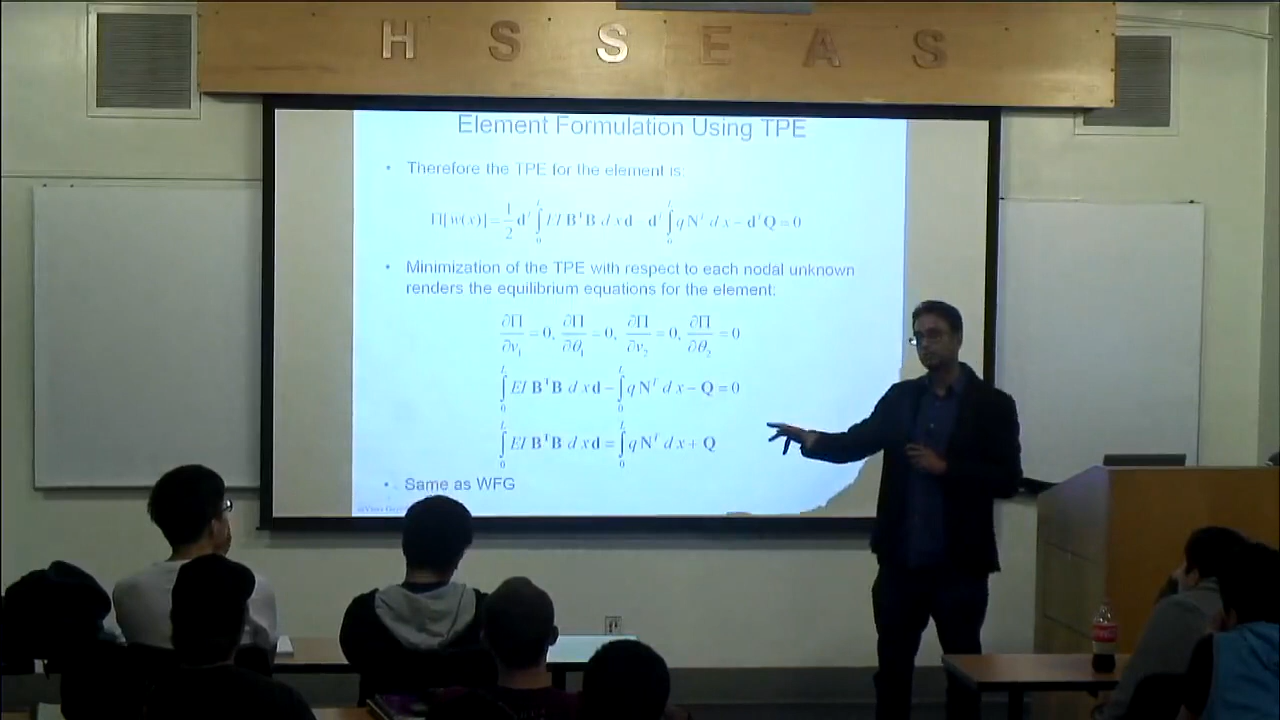 H S S E A S
Element Formulation Using TPE
• Therefore the TPE for the element is:
Π[w(x)] = 1/2 dᵀ ∫₀ᴸ EI BᵀB dx d  dᵀ ∫₀ᴸ q Nᵀ dx − dᵀQ = 0
• Minimization of the TPE with respect to each nodal unknown
renders the equilibrium equations for the element:
∂Π/∂v₁ = 0, ∂Π/∂θ₁ = 0, ∂Π/∂v₂ = 0, ∂Π/∂θ₂ = 0
∫₀ᴸ EI BᵀB dx d − ∫₀ᴸ q Nᵀ dx − Q = 0
∫₀ᴸ EI BᵀB dx d = ∫₀ᴸ q Nᵀ dx + Q
• Same as WFG